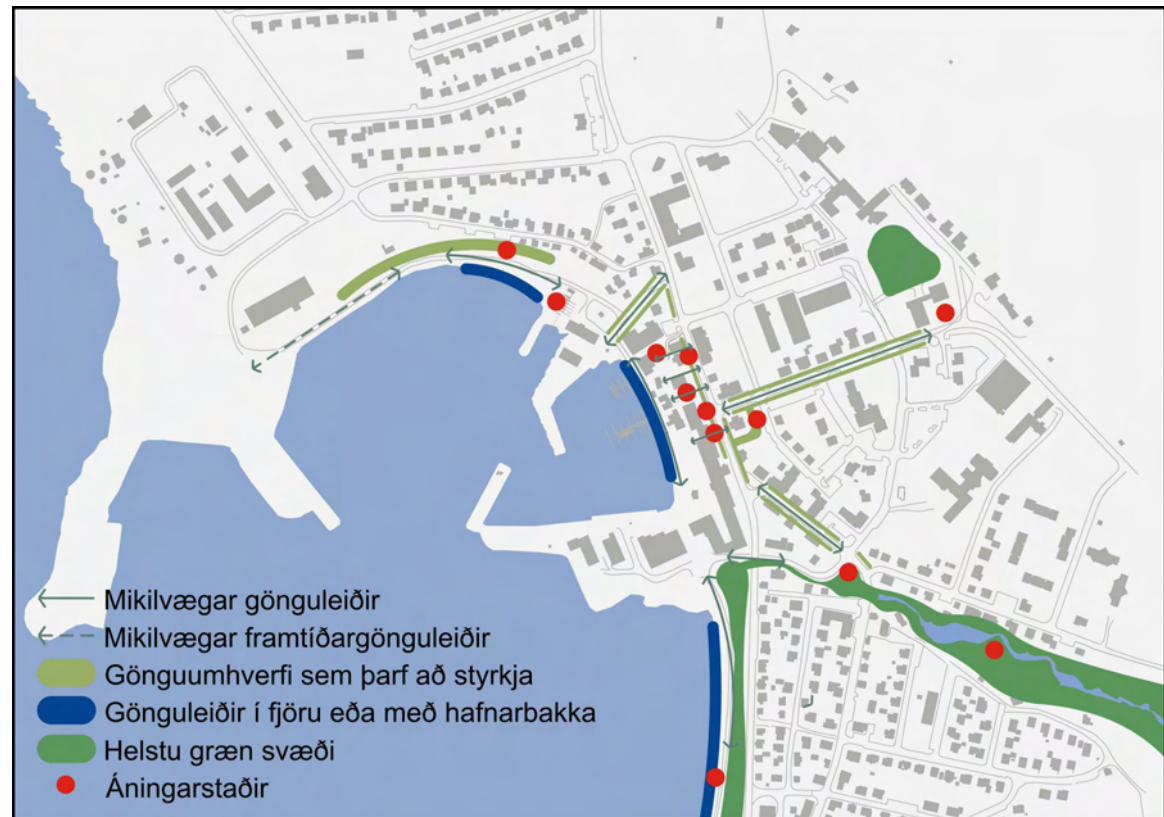 Mikilvægar gönguleiðir
Mikilvægar framtíðargönguleiðir
Gönguumhverfi sem þarf að styrkja
Gönguleiðir í fjöru eða með hafnarbakka
Helstu græn svæði
Áningarstaðir